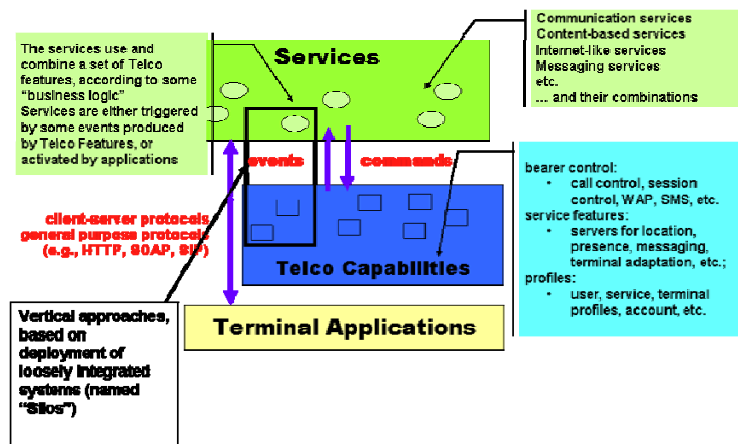 The services use and
combine a set of Telco
features, according to some
“business logic”
Services are either triggered
by some events produced
by Telco Features, or
activated by applications
Services
Communication services
Content-based services
Internet-like services
Messaging services
etc.
... and their combinations
events
commands
client-server protocols
general purpose protocols
(e.g., HTTP, SOAP, SIP)
Telco Capabilities
bearer control:
• call control, session
control, WAP, SMS, etc.
service features:
• servers for location,
presence, messaging,
terminal adaptation, etc.;
profiles:
• user, service, terminal
profiles, account, etc.
Vertical approaches,
based on
deployment of
loosely integrated
systems (named
“Silos”)
Terminal Applications